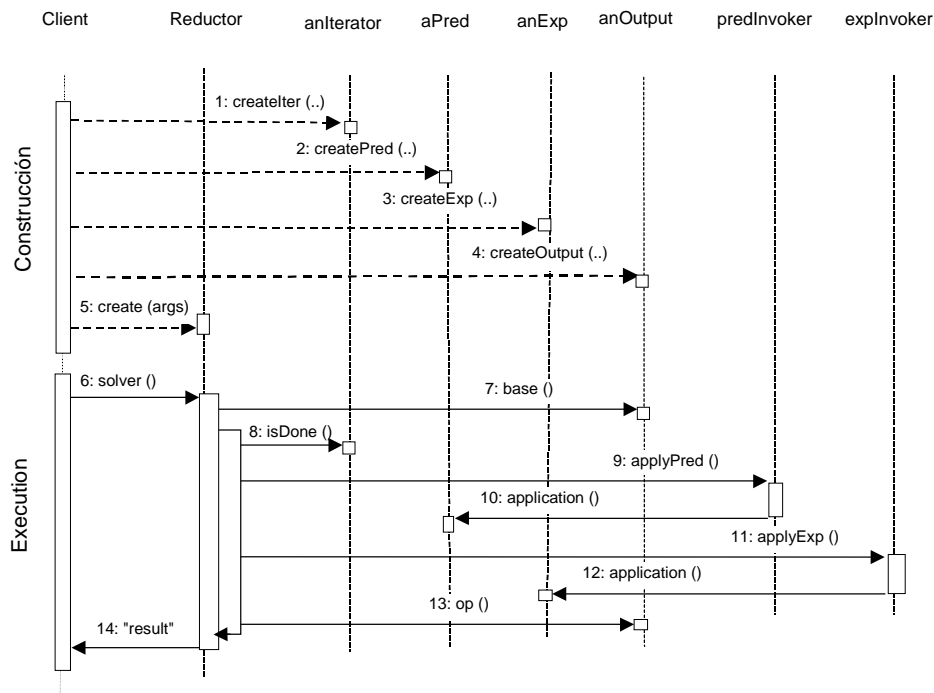 Client
Reductor
anIterator
aPred
anExp
anOutput
predInvoker
expInvoker
Construcción
1: createIter (..)
2: createPred (..)
3: createExp (..)
4: createOutput (..)
5: create (args)
Execution
6: solver ()
7: base ()
8: isDone ()
9: applyPred ()
10: application ()
11: applyExp ()
12: application ()
13: op ()
14: "result"